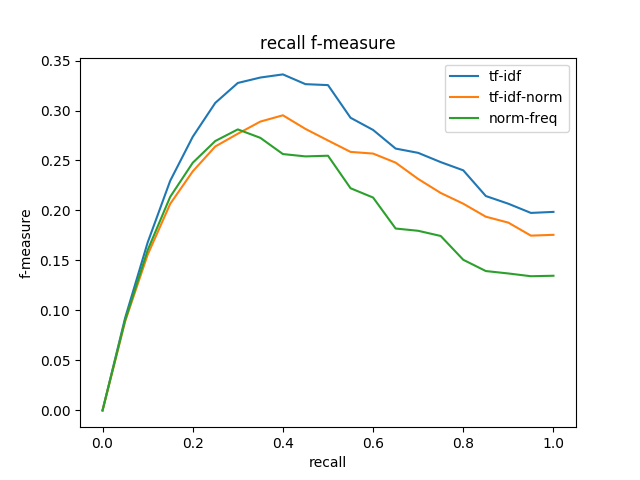 recall f-measure
tf-idf
tf-idf-norm
norm-freq
f-measure
0.35
0.30
0.25
0.20
0.15
0.10
0.05
0.00
0.0 0.2 0.4 0.6 0.8 1.0
recall